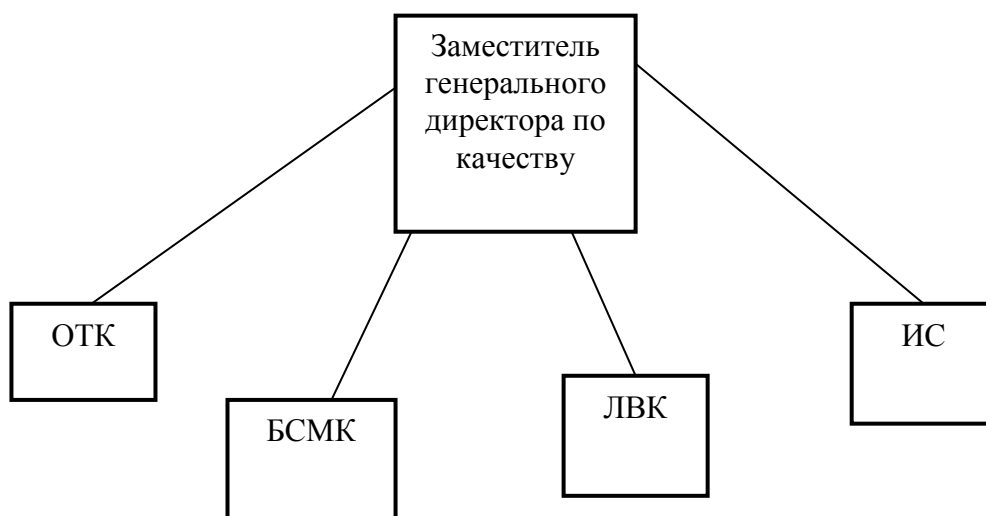 Заместитель
генерального
директора по
качеству
ОТК
ИС
ЛВК
БСМК